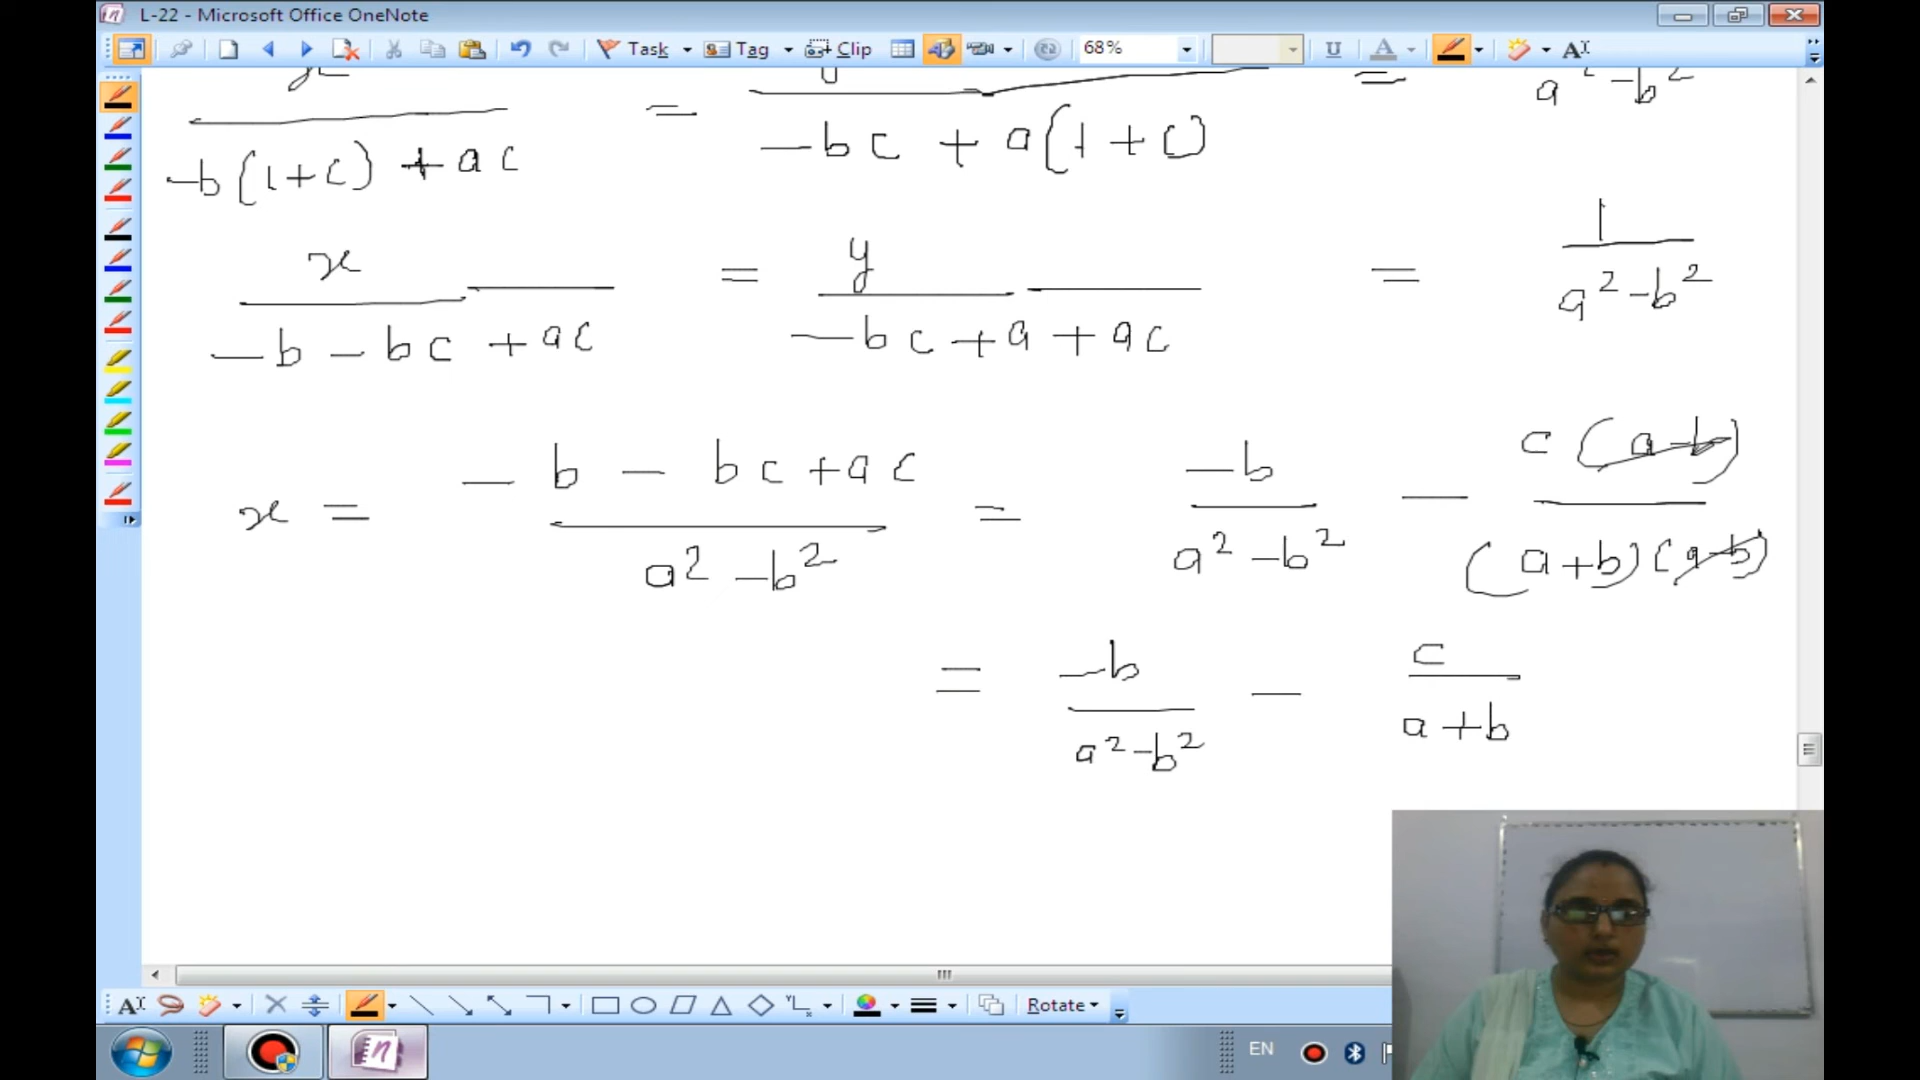 L-22 - Microsoft Office OneNote
Task Tag Clip 68% U A
= = a² -b²
-b(1+c) + ac -bc + a(1+c)
x = y = 1
-b - bc + ac -bc + a + ac a² -b²
x = - b - bc + ac = -b - c (a-b)
a² -b² a² -b² (a+b) (a-b)
= -b - c
a² -b² a+b
Rotate
EN